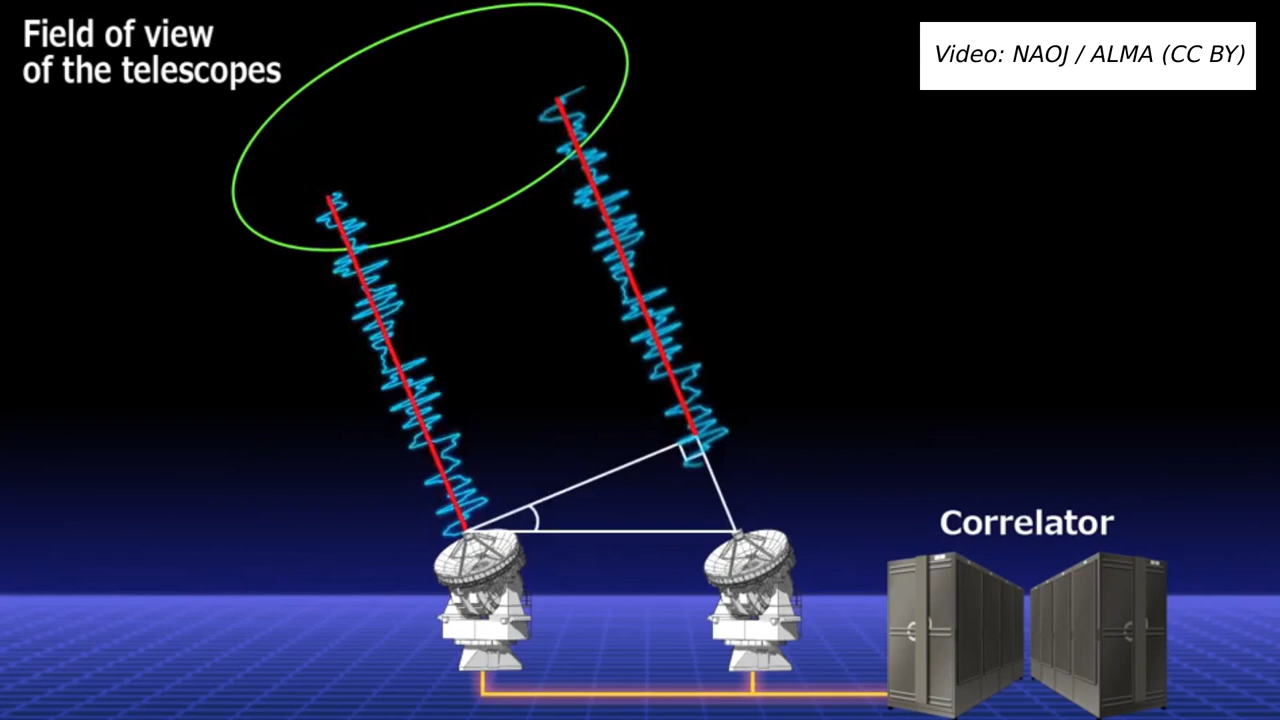 Field of view
of the telescopes
Video: NAOJ / ALMA (CC BY)
Correlator